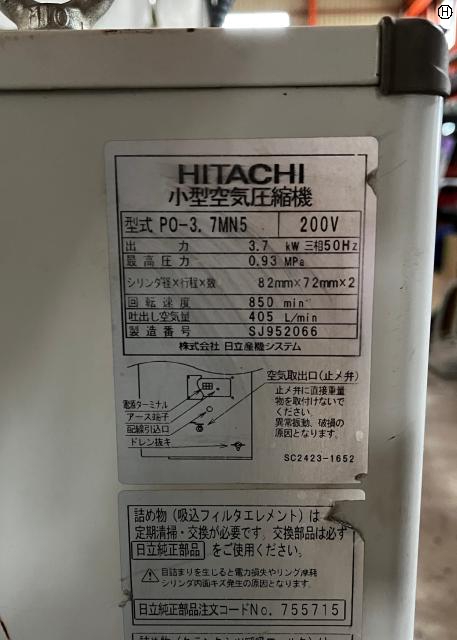 H
HITACHI
小型空気圧縮機
型式 PO-3.7MN5 200V
出力 3.7 kW 三相50Hz
最高圧力 0.93 MPa
シリンダ径×行程×数 82mm×72mm×2
回転速度 850 min⁻
吐出し空気量 405 L/min
製造番号 SJ952066
株式会社 日立産機システム
空気取出口(止メ弁)
止メ弁に直接重量
物を取付けないで
ください。
異常振動、破損の
原因となります。
電源ターミナル
アース端子
配線引込口
ドレン抜キ
SC2423-1652
詰め物(吸込フィルタエレメント)は
定期清掃・交換が必要です。交換部品は必ず
日立純正部品 をご使用ください。
目詰まりを生じると電力損失やリング摩耗
シリンダ内面キズ発生の原因となります。
日立純正部品注文コードNo. 755715